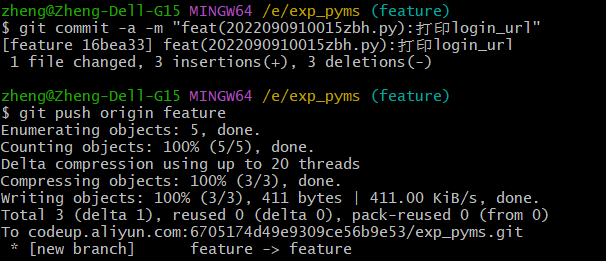 zheng@Zheng-Dell-G15 MINGW64 /e/exp_pyms (feature)
$ git commit -a -m "feat(2022090910015zbh.py):打印login_url"
[feature 16bea33] feat(2022090910015zbh.py):打印login_url
 1 file changed, 3 insertions(+), 3 deletions(-)

zheng@Zheng-Dell-G15 MINGW64 /e/exp_pyms (feature)
$ git push origin feature
Enumerating objects: 5, done.
Counting objects: 100% (5/5), done.
Delta compression using up to 20 threads
Compressing objects: 100% (3/3), done.
Writing objects: 100% (3/3), 411 bytes | 411.00 KiB/s, done.
Total 3 (delta 1), reused 0 (delta 0), pack-reused 0 (from 0)
To codeup.aliyun.com:6705174d49e9309ce56b9e53/exp_pyms.git
 * [new branch]      feature -> feature